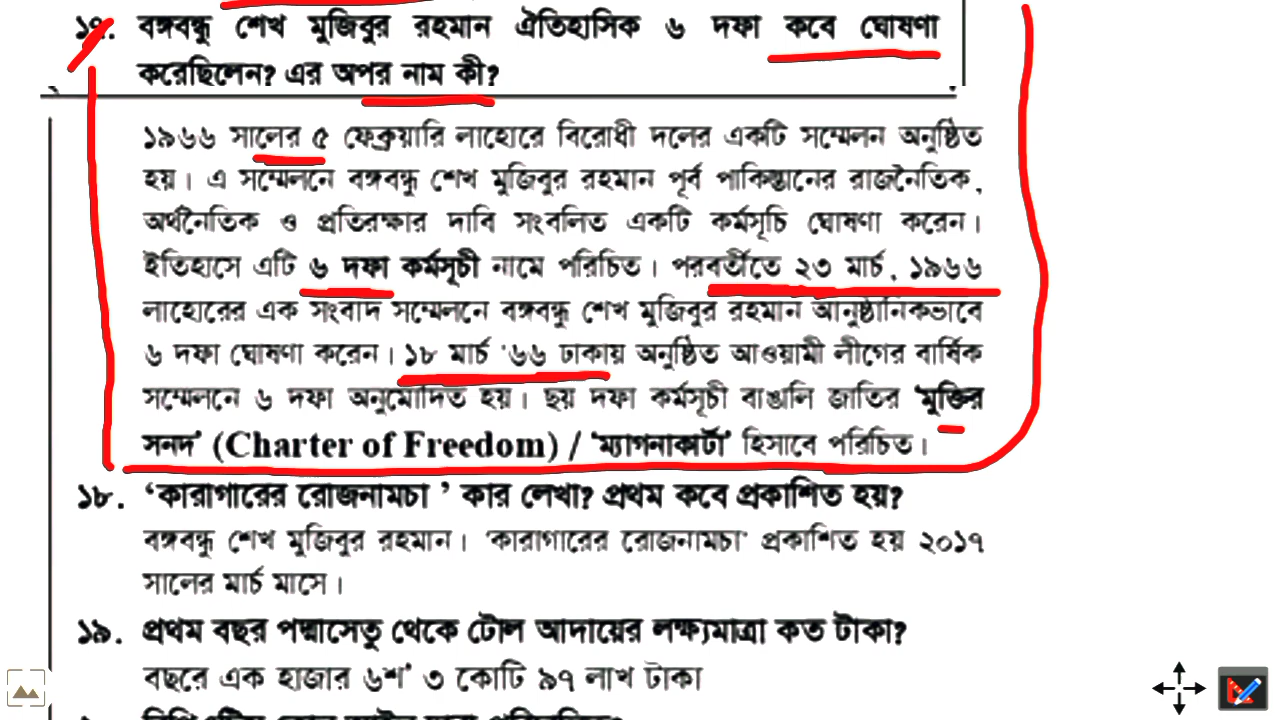 ১৭. বঙ্গবন্ধু শেখ মুজিবুর রহমান ঐতিহাসিক ৬ দফা কবে ঘোষণা
করেছিলেন? এর অপর নাম কী?
১৯৬৬ সালের ৫ ফেব্রুয়ারি লাহোরে বিরোধী দলের একটি সম্মেলন অনুষ্ঠিত
হয়। এ সম্মেলনে বঙ্গবন্ধু শেখ মুজিবুর রহমান পূর্ব পাকিস্তানের রাজনৈতিক,
অর্থনৈতিক ও প্রতিরক্ষার দাবি সংবলিত একটি কর্মসূচি ঘোষণা করেন।
ইতিহাসে এটি ৬ দফা কর্মসূচী নামে পরিচিত। পরবর্তীতে ২৩ মার্চ, ১৯৬৬
লাহোরের এক সংবাদ সম্মেলনে বঙ্গবন্ধু শেখ মুজিবুর রহমান আনুষ্ঠানিকভাবে
৬ দফা ঘোষণা করেন। ১৮ মার্চ '৬৬ ঢাকায় অনুষ্ঠিত আওয়ামী লীগের বার্ষিক
সম্মেলনে ৬ দফা অনুমোদিত হয়। ছয় দফা কর্মসূচী বাঙালি জাতির 'মুক্তির
সনদ' (Charter of Freedom) / 'ম্যাগনাকার্টা' হিসাবে পরিচিত।
১৮. ‘কারাগারের রোজনামচা ’ কার লেখা? প্রথম কবে প্রকাশিত হয়?
বঙ্গবন্ধু শেখ মুজিবুর রহমান। 'কারাগারের রোজনামচা' প্রকাশিত হয় ২০১৭
সালের মার্চ মাসে।
১৯. প্রথম বছর পদ্মাসেতু থেকে টোল আদায়ের লক্ষ্যমাত্রা কত টাকা?
বছরে এক হাজার ৬শ' ৩ কোটি ৯৭ লাখ টাকা